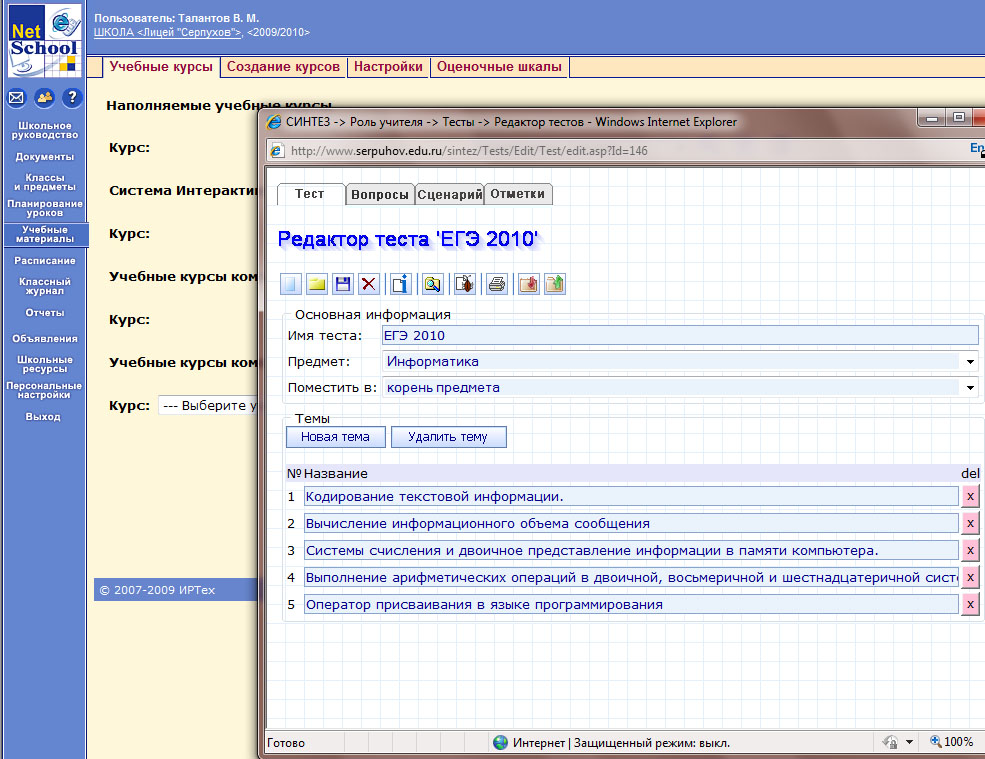 Net
School
Пользователь: Талантов В. М.
ШКОЛА <Лицей "Серпухов">, <2009/2010>
Учебные курсы
Создание курсов
Настройки
Оценочные шкалы
?
Школьное
руководство
Документы
Классы
и предметы
Планирование
уроков
Учебные
материалы
Расписание
Классный
журнал
Отчеты
Объявления
Школьные
ресурсы
Персональные
настройки
Выход
Наполняемые учебные курсы
Курс:
Система Интеракти
Курс:
Учебные курсы ком
Курс:
Учебные курсы ком
Курс: --- Выберите у
© 2007-2009 ИРТех
СИНТЕЗ -> Роль учителя -> Тесты -> Редактор тестов - Windows Internet Explorer
http://www.serpuhov.edu.ru/sintez/Tests/Edit/Test/edit.asp?Id=146
En
Тест Вопросы Сценарий Отметки
Редактор теста 'ЕГЭ 2010'
Основная информация
Имя теста: ЕГЭ 2010
Предмет: Информатика
Поместить в: корень предмета
Темы
Новая тема Удалить тему
№ Название del
1 Кодирование текстовой информации. x
2 Вычисление информационного объема сообщения x
3 Системы счисления и двоичное представление информации в памяти компьютера. x
4 Выполнение арифметических операций в двоичной, восьмеричной и шестнадцатеричной систе x
5 Оператор присваивания в языке программирования x
Готово
Интернет | Защищенный режим: выкл.
100%